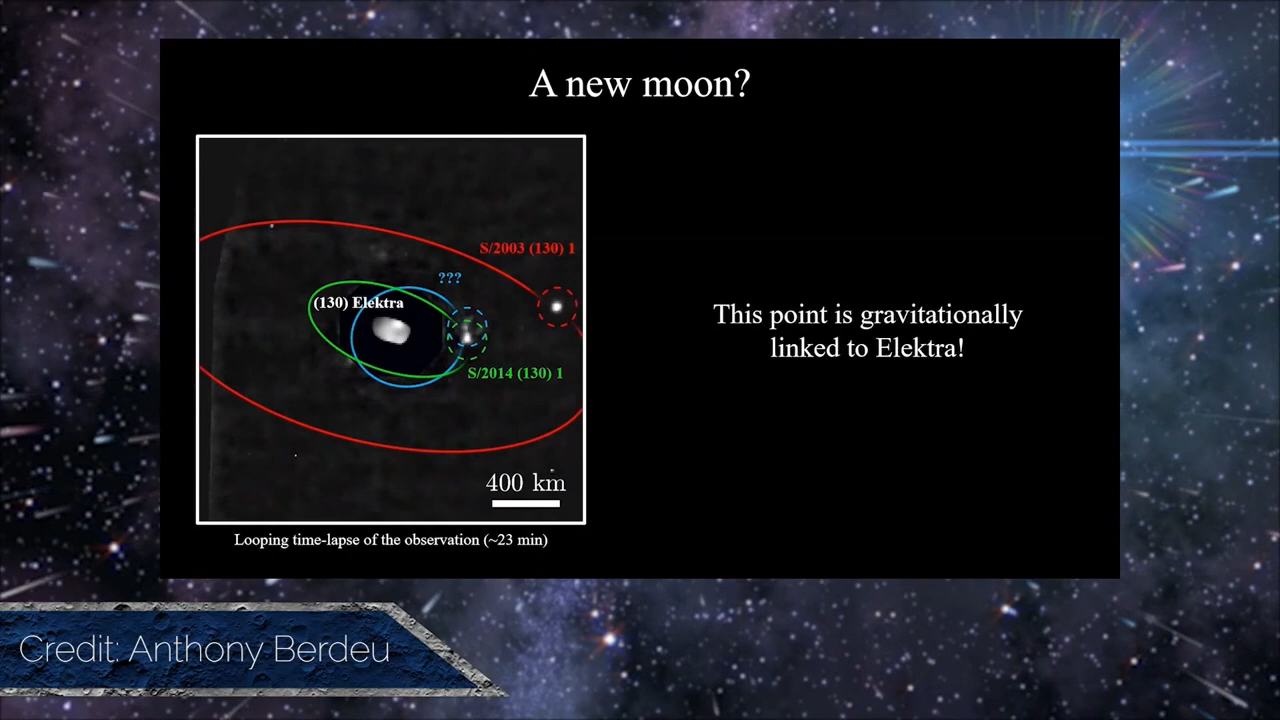 A new moon?
S/2003 (130) 1
???
(130) Elektra
S/2014 (130) 1
400 km
Looping time-lapse of the observation (~23 min)
This point is gravitationally
linked to Elektra!
Credit: Anthony Berdeu